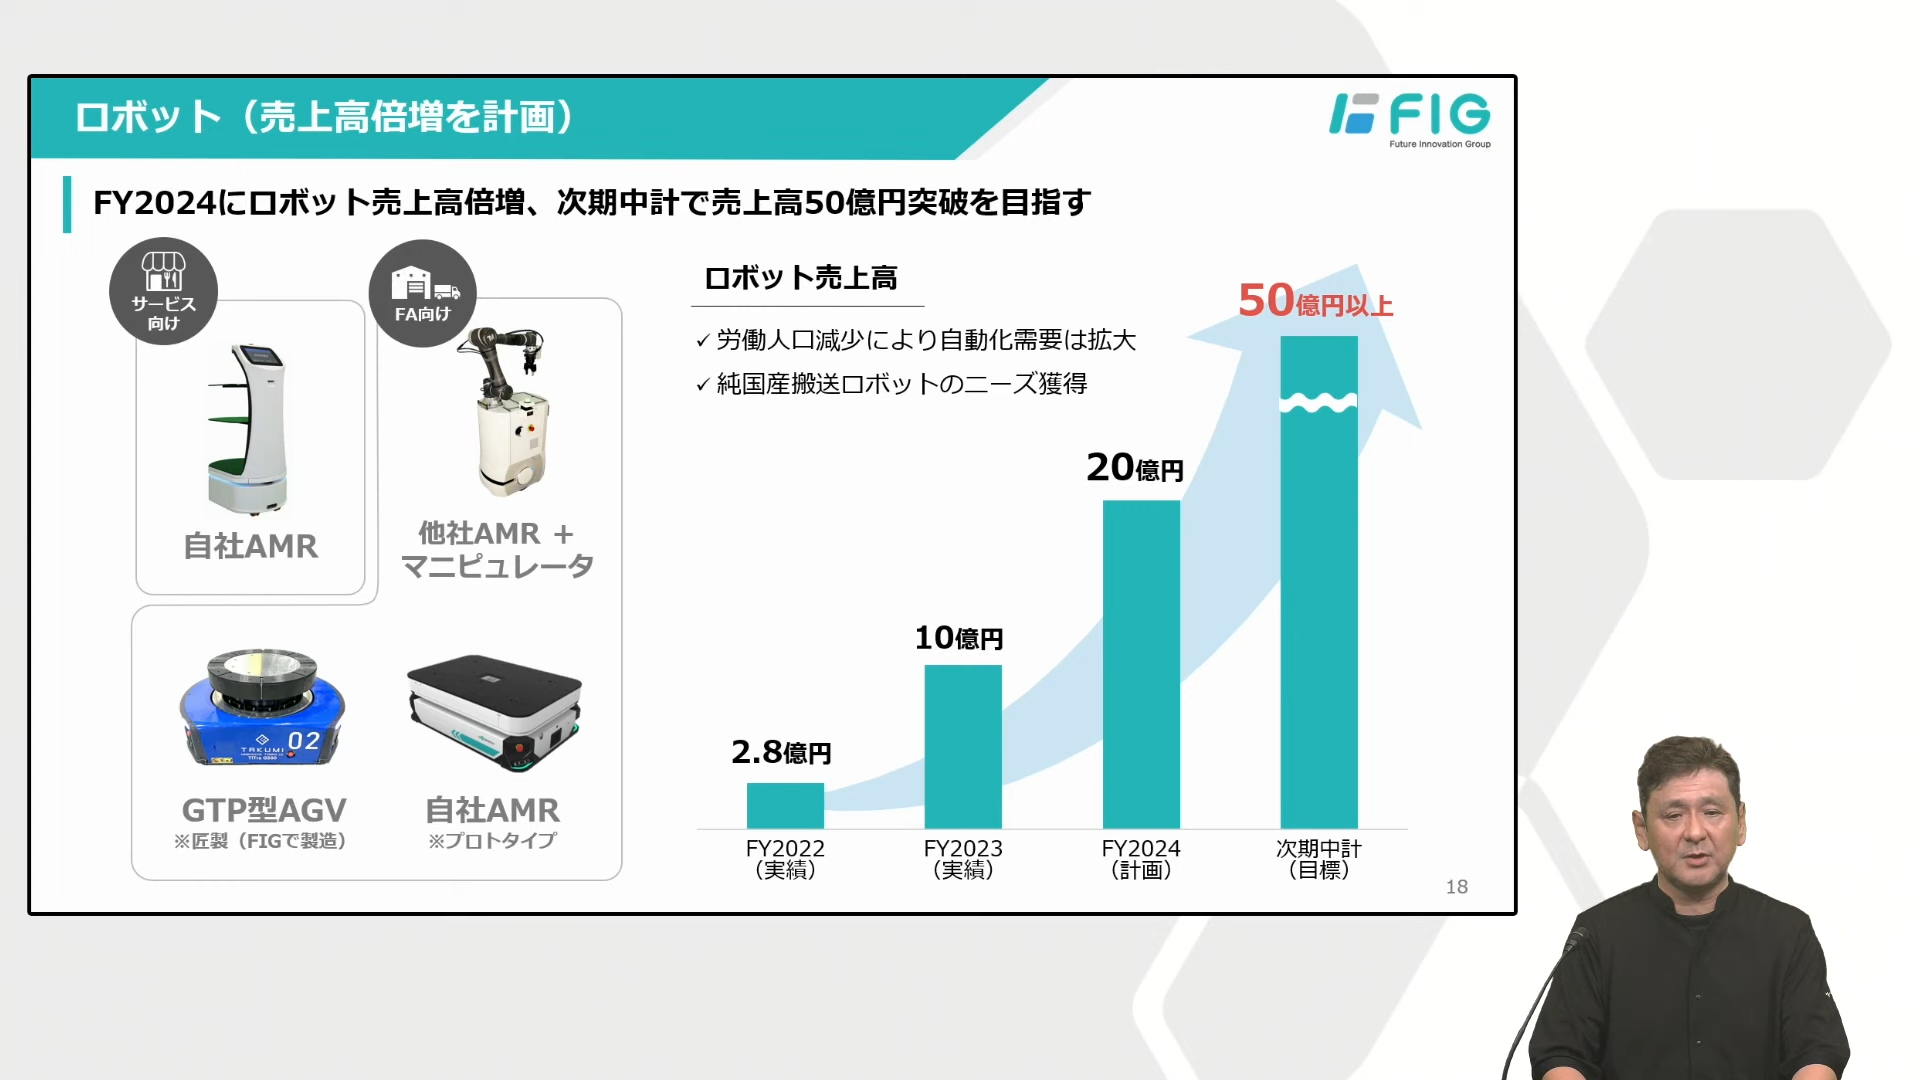 ロボット（売上高倍増を計画）
FIG
Future Innovation Group
FY2024にロボット売上高倍増、次期中計で売上高50億円突破を目指す
サービス
向け
FA向け
自社AMR
他社AMR +
マニピュレータ
TAKUMI
02
GTP型AGV
※匠製（FIGで製造）
自社AMR
※プロトタイプ
ロボット売上高
✓ 労働人口減少により自動化需要は拡大
✓ 純国産搬送ロボットのニーズ獲得
2.8億円
10億円
20億円
50億円以上
FY2022
（実績）
FY2023
（実績）
FY2024
（計画）
次期中計
（目標）
18